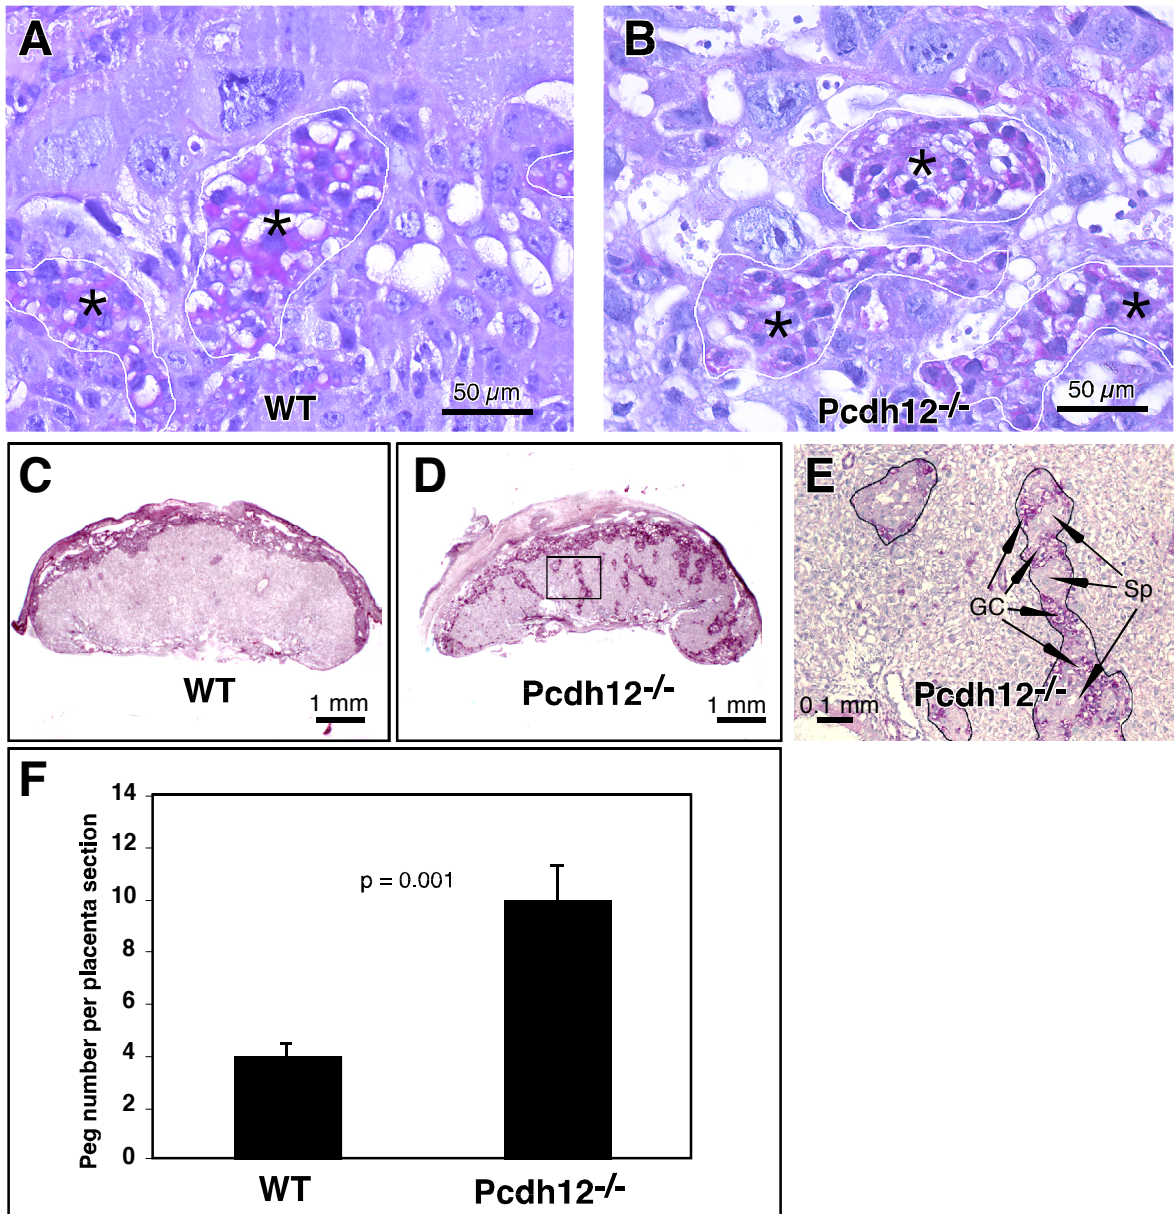 A
*
*
WT
50 µm
B
*
*
*
Pcdh12-/-
50 µm
C
WT
1 mm
D
Pcdh12-/-
1 mm
E
GC
Sp
Pcdh12-/-
0.1 mm
F
Peg number per placenta section
14
12
10
8
6
4
2
0
p = 0.001
WT
Pcdh12-/-